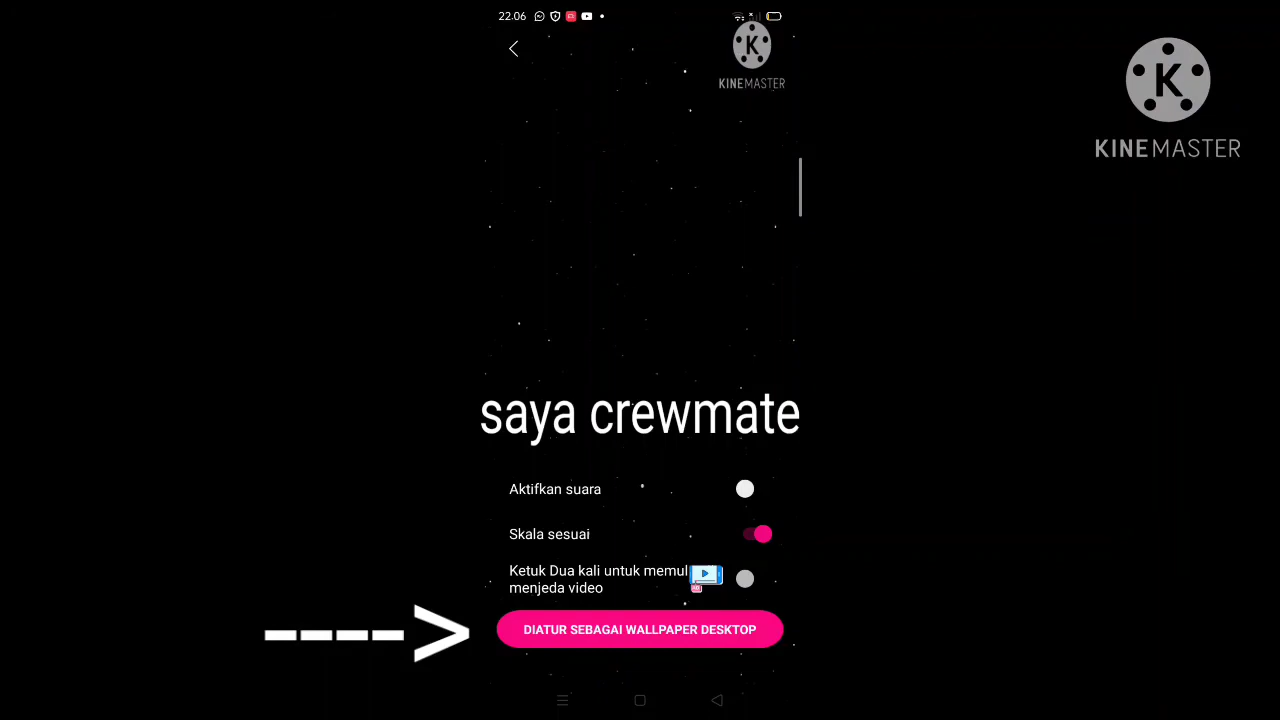 22.06
KINEMASTER
KINEMASTER
saya crewmate
Aktifkan suara
Skala sesuai
Ketuk Dua kali untuk memul
menjeda video
----> DIATUR SEBAGAI WALLPAPER DESKTOP